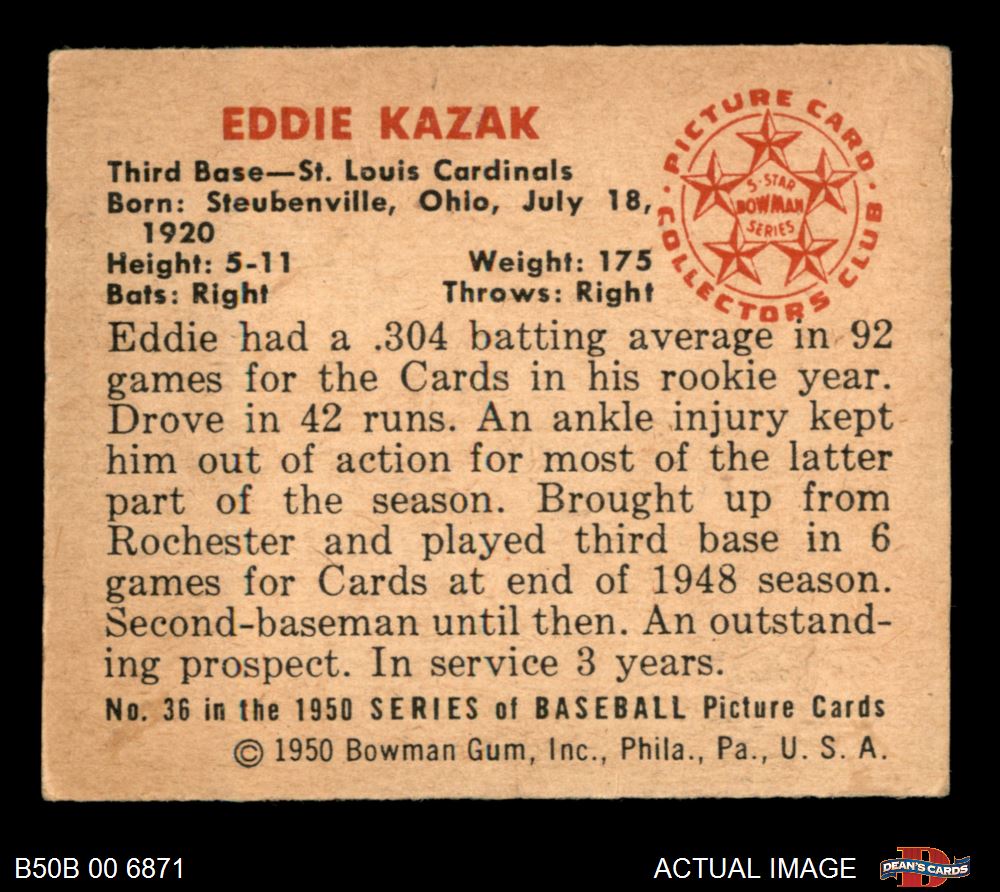 EDDIE KAZAK
Third Base—St. Louis Cardinals
Born: Steubenville, Ohio, July 18,
1920
Height: 5-11 Weight: 175
Bats: Right Throws: Right
PICTURE CARD
COLLECTORS CLUB
5-STAR
BOWMAN
SERIES
Eddie had a .304 batting average in 92
games for the Cards in his rookie year.
Drove in 42 runs. An ankle injury kept
him out of action for most of the latter
part of the season. Brought up from
Rochester and played third base in 6
games for Cards at end of 1948 season.
Second-baseman until then. An outstand-
ing prospect. In service 3 years.
No. 36 in the 1950 SERIES of BASEBALL Picture Cards
© 1950 Bowman Gum, Inc., Phila., Pa., U. S. A.
B50B 00 6871
ACTUAL IMAGE
DEAN'S CARDS